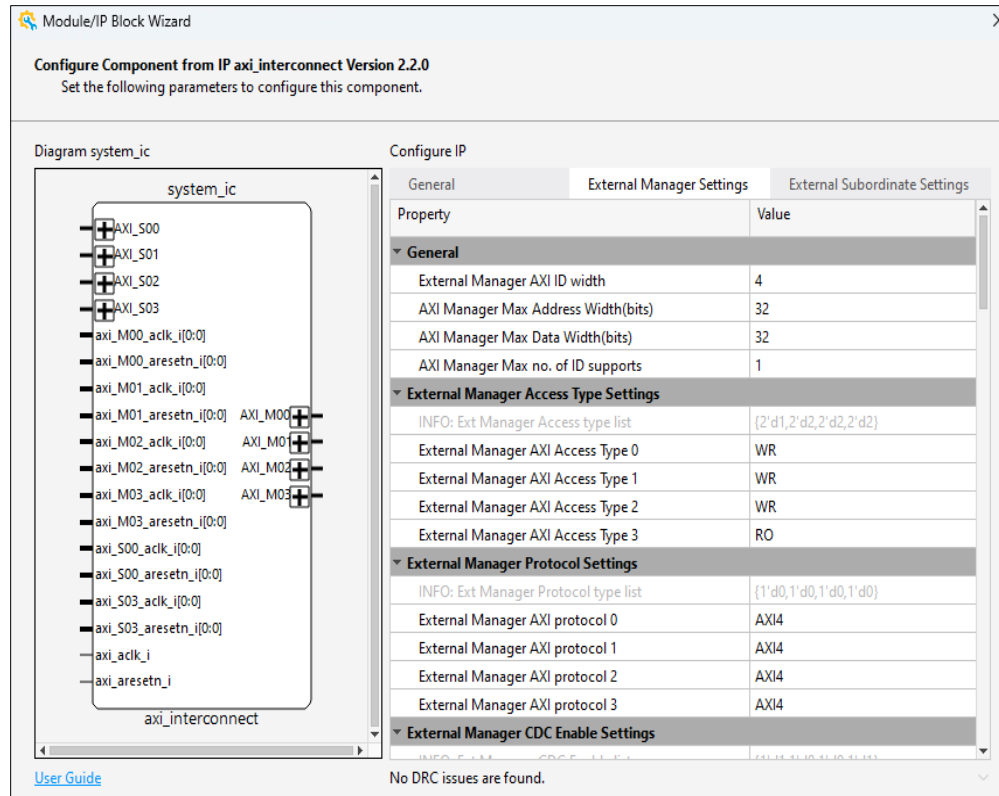 Module/IP Block Wizard
Configure Component from IP axi_interconnect Version 2.2.0
Set the following parameters to configure this component.
Diagram system_ic
system_ic
AXI_S00
AXI_S01
AXI_S02
AXI_S03
axi_M00_aclk_i[0:0]
axi_M00_aresetn_i[0:0]
axi_M01_aclk_i[0:0]
axi_M01_aresetn_i[0:0] AXI_M00
axi_M02_aclk_i[0:0] AXI_M01
axi_M02_aresetn_i[0:0] AXI_M02
axi_M03_aclk_i[0:0] AXI_M03
axi_M03_aresetn_i[0:0]
axi_S00_aclk_i[0:0]
axi_S00_aresetn_i[0:0]
axi_S03_aclk_i[0:0]
axi_S03_aresetn_i[0:0]
axi_aclk_i
axi_aresetn_i
axi_interconnect
User Guide
Configure IP
General External Manager Settings External Subordinate Settings
Property Value
General
External Manager AXI ID width 4
AXI Manager Max Address Width(bits) 32
AXI Manager Max Data Width(bits) 32
AXI Manager Max no. of ID supports 1
External Manager Access Type Settings
INFO: Ext Manager Access type list {2'd1,2'd2,2'd2,2'd2}
External Manager AXI Access Type 0 WR
External Manager AXI Access Type 1 WR
External Manager AXI Access Type 2 WR
External Manager AXI Access Type 3 RO
External Manager Protocol Settings
INFO: Ext Manager Protocol type list {1'd0,1'd0,1'd0,1'd0}
External Manager AXI protocol 0 AXI4
External Manager AXI protocol 1 AXI4
External Manager AXI protocol 2 AXI4
External Manager AXI protocol 3 AXI4
External Manager CDC Enable Settings
No DRC issues are found.